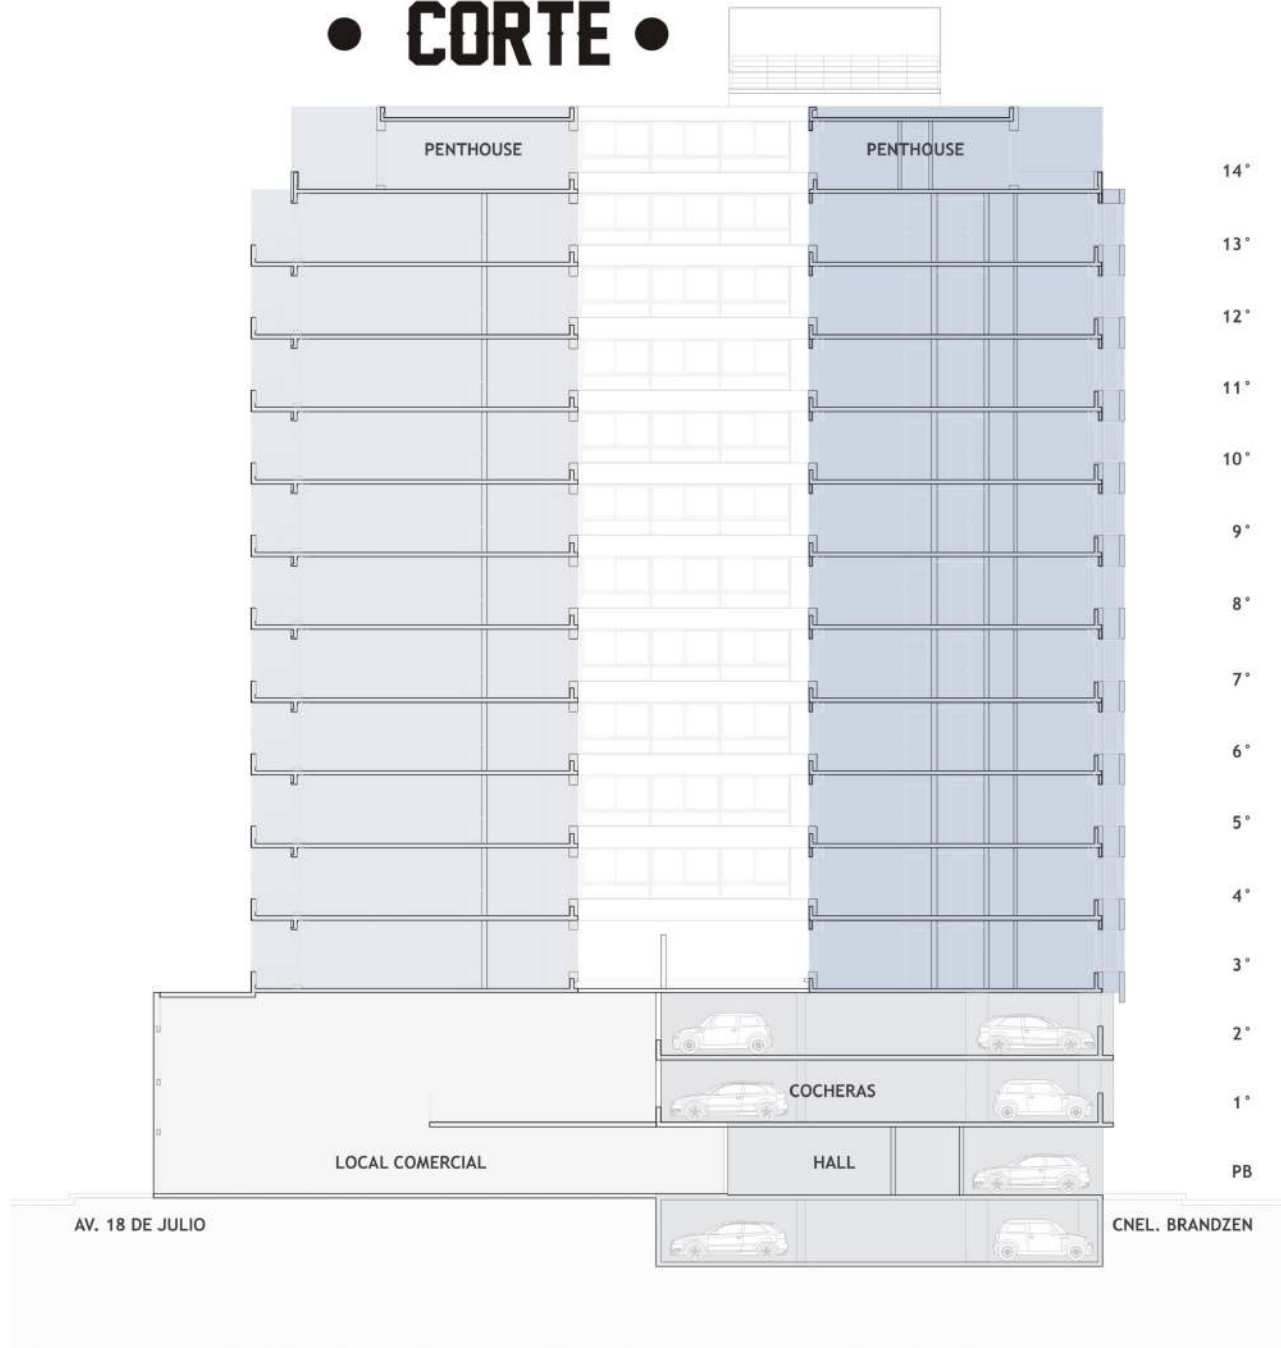 • CORTE •
PENTHOUSE PENTHOUSE
14°
13°
12°
11°
10°
9°
8°
7°
6°
5°
4°
3°
2°
COCHERAS
1°
LOCAL COMERCIAL HALL PB
AV. 18 DE JULIO CNEL. BRANDZEN